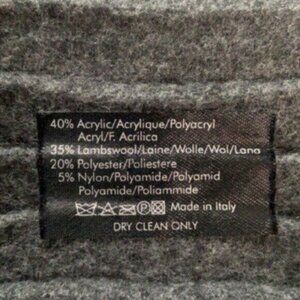 40% Acrylic/Acrylique/Polyacryl
Acryl/F. Acrilica
35% Lambswool/Laine/Wolle/Wol/Lana
20% Polyester/Poliestere
5% Nylon/Polyamide/Polyamid
Polyamide/Poliammide
Made in Italy
DRY CLEAN ONLY